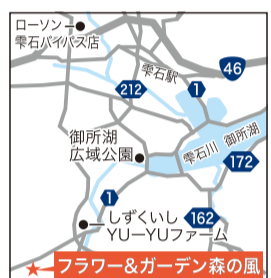 ローソン
雫石バイパス店
雫石駅
46
212
1
雫石川 御所湖
御所湖
広域公園
172
1
しずくいし
YU–YUファーム
162
フラワー&ガーデン森の風